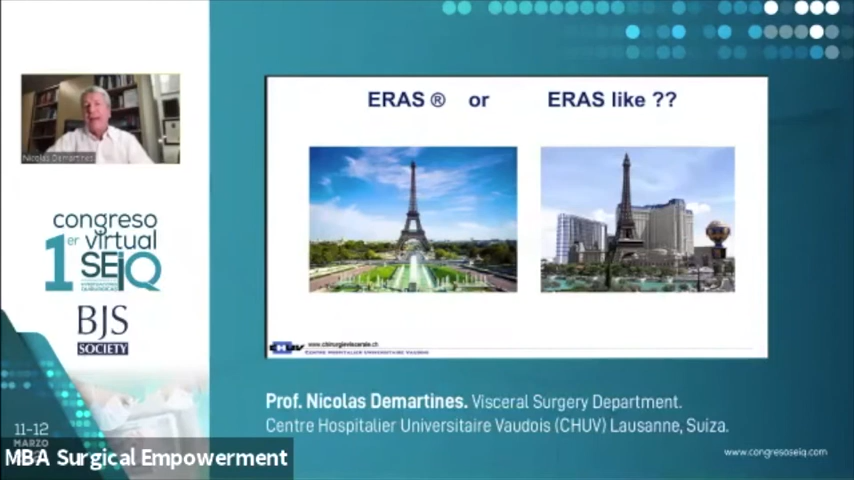 ERAS ® or ERAS like ??
Nicolas Demartines
congreso
1er virtual
SEIQ
BJS
SOCIETY
www.chirurgieviscerale.ch
CHUV
CENTRE HOSPITALIER UNIVERSITAIRE VAUDOIS
Prof. Nicolas Demartines. Visceral Surgery Department.
Centre Hospitalier Universitaire Vaudois (CHUV) Lausanne, Suiza.
11-12
MARZO
MBA Surgical Empowerment
www.congresoseiq.com